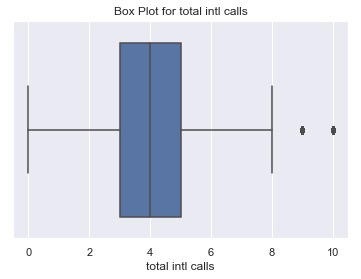 Box Plot for total intl calls
0 2 4 6 8 10
total intl calls